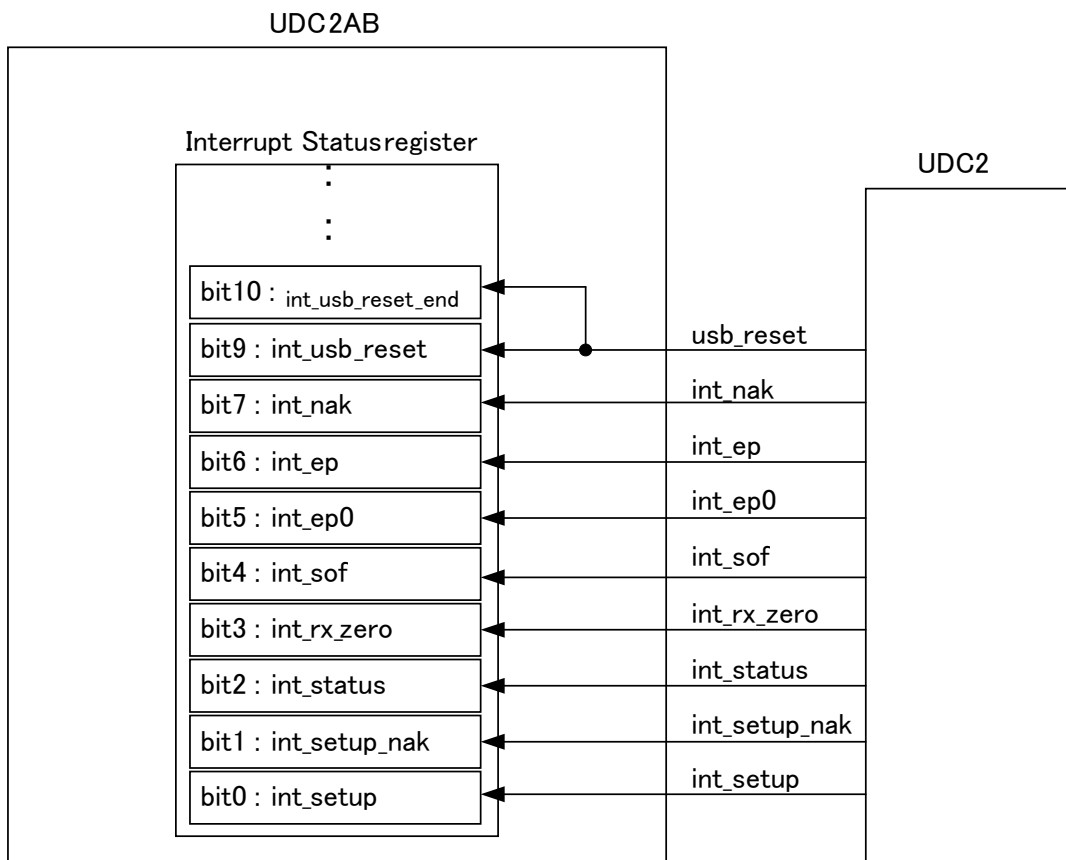 UDC2AB
Interrupt Statusregister
UDC2
:
:
bit10 : int_usb_reset_end
bit9 : int_usb_reset
usb_reset
bit7 : int_nak
int_nak
bit6 : int_ep
int_ep
bit5 : int_ep0
int_ep0
bit4 : int_sof
int_sof
bit3 : int_rx_zero
int_rx_zero
bit2 : int_status
int_status
bit1 : int_setup_nak
int_setup_nak
bit0 : int_setup
int_setup